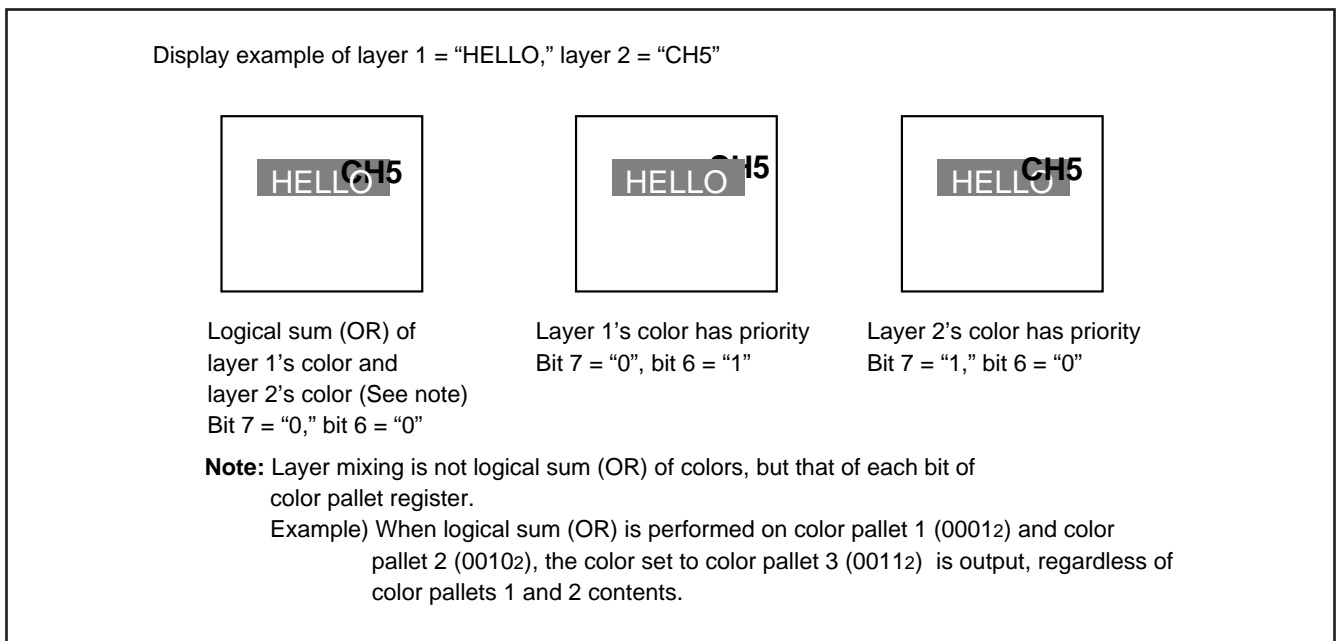 Display example of layer 1 = “HELLO,” layer 2 = “CH5”
HELLO CH5
HELLO H5
HELLO CH5
Logical sum (OR) of
layer 1’s color and
layer 2’s color (See note)
Bit 7 = “0,” bit 6 = “0”
Layer 1’s color has priority
Bit 7 = “0”, bit 6 = “1”
Layer 2’s color has priority
Bit 7 = “1,” bit 6 = “0”
Note: Layer mixing is not logical sum (OR) of colors, but that of each bit of
color pallet register.
Example) When logical sum (OR) is performed on color pallet 1 (00012) and color
pallet 2 (00102), the color set to color pallet 3 (00112) is output, regardless of
color pallets 1 and 2 contents.